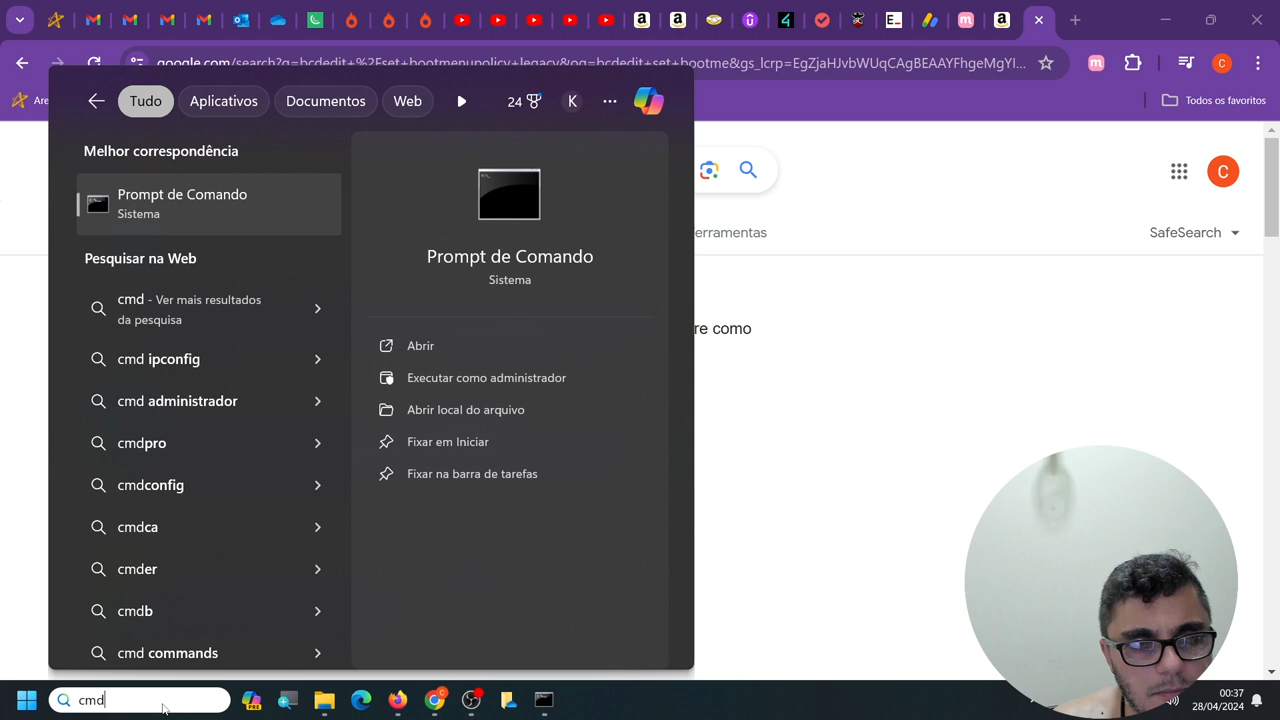 google.com/search?q=bcdedit+%2Eset+bootmenupolicy+legacy&oq=bcdedit+set+bootme&gs_lcrp=EgZjaHJvbWUqCAgBEAAYFhgeMgYI...
Todos os favoritos
Tudo
Aplicativos
Documentos
Web
24
K
Melhor correspondência
Prompt de Comando
Sistema
Pesquisar na Web
cmd - Ver mais resultados
da pesquisa
cmd ipconfig
cmd administrador
cmdpro
cmdconfig
cmdca
cmder
cmdb
cmd commands
Prompt de Comando
Sistema
Abrir
Executar como administrador
Abrir local do arquivo
Fixar em Iniciar
Fixar na barra de tarefas
C
SafeSearch
re como
cmd
00:37
28/04/2024